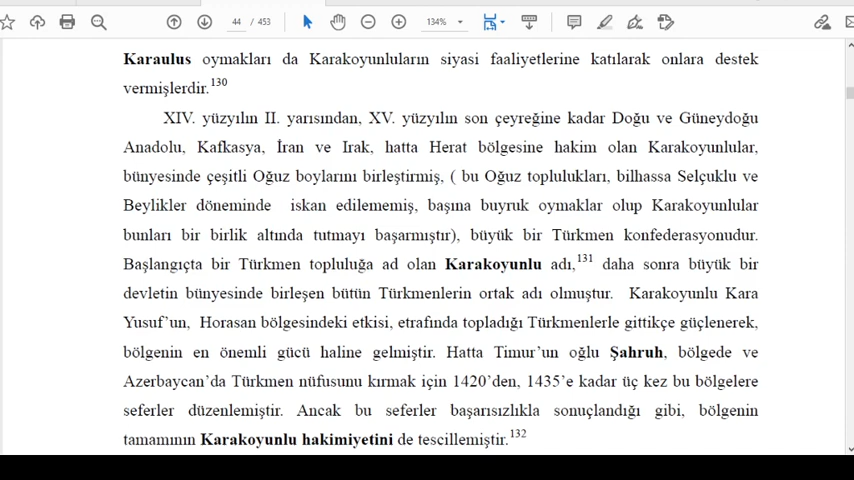 44 / 453
134%
Karaulus oymakları da Karakoyunluların siyasi faaliyetlerine katılarak onlara destek
vermişlerdir.130
XIV. yüzyılın II. yarısından, XV. yüzyılın son çeyreğine kadar Doğu ve Güneydoğu
Anadolu, Kafkasya, İran ve Irak, hatta Herat bölgesine hakim olan Karakoyunlular,
bünyesinde çeşitli Oğuz boylarını birleştirmiş, ( bu Oğuz toplulukları, bilhassa Selçuklu ve
Beylikler döneminde iskan edilememiş, başına buyruk oymaklar olup Karakoyunlular
bunları bir birlik altında tutmayı başarmıştır), büyük bir Türkmen konfederasyonudur.
Başlangıçta bir Türkmen topluluğa ad olan Karakoyunlu adı,131 daha sonra büyük bir
devletin bünyesinde birleşen bütün Türkmenlerin ortak adı olmuştur. Karakoyunlu Kara
Yusuf’un, Horasan bölgesindeki etkisi, etrafında topladığı Türkmenlerle gittikçe güçlenerek,
bölgenin en önemli gücü haline gelmiştir. Hatta Timur’un oğlu Şahruh, bölgede ve
Azerbaycan’da Türkmen nüfusunu kırmak için 1420’den, 1435’e kadar üç kez bu bölgelere
seferler düzenlemiştir. Ancak bu seferler başarısızlıkla sonuçlandığı gibi, bölgenin
tamamının Karakoyunlu hakimiyetini de tescillemiştir.132